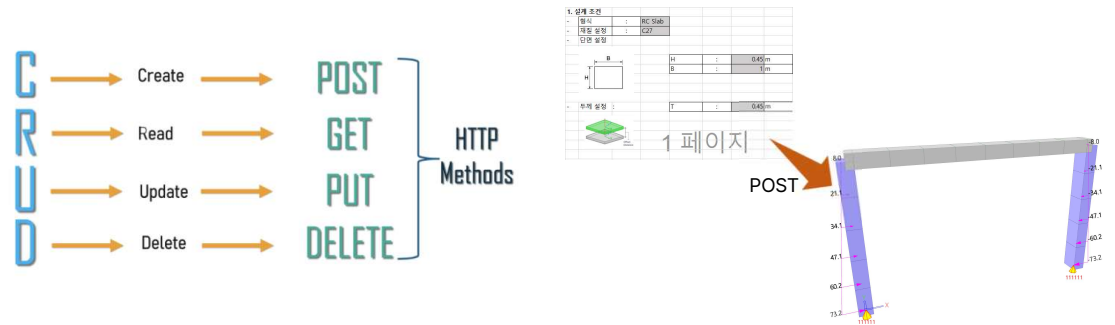 C Create POST
R Read GET
U Update PUT
D Delete DELETE
HTTP
Methods
1. 설계 조건
- 형식 : RC Slab
- 재질 설정 : C27
- 단면 설정
B
H
H : 0.45 m
B : 1 m
- 두께 설정 : T : 0.45 m
1 페이지
POST
8.0
21.1
34.1
47.1
60.2
73.2
X
111111
-8.0
-21.1
-34.1
-47.1
-60.2
-73.2
111111